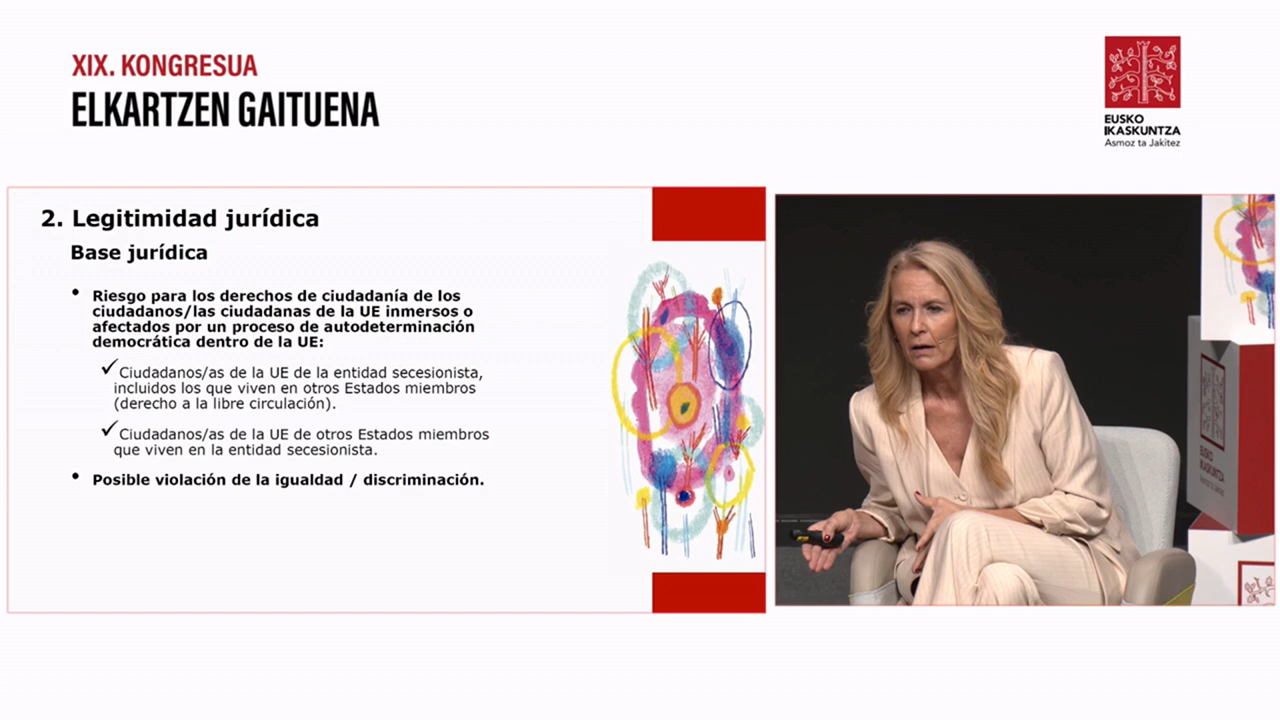 XIX. KONGRESUA
ELKARTZEN GAITUENA
EUSKO
IKASKUNTZA
Asmoz ta Jakitez
2. Legitimidad jurídica
Base jurídica
• Riesgo para los derechos de ciudadanía de los
ciudadanos/las ciudadanas de la UE inmersos o
afectados por un proceso de autodeterminación
democrática dentro de la UE:
✓Ciudadanos/as de la UE de la entidad secesionista,
incluidos los que viven en otros Estados miembros
(derecho a la libre circulación).
✓Ciudadanos/as de la UE de otros Estados miembros
que viven en la entidad secesionista.
• Posible violación de la igualdad / discriminación.
EUSKO
IKASKUNTZA